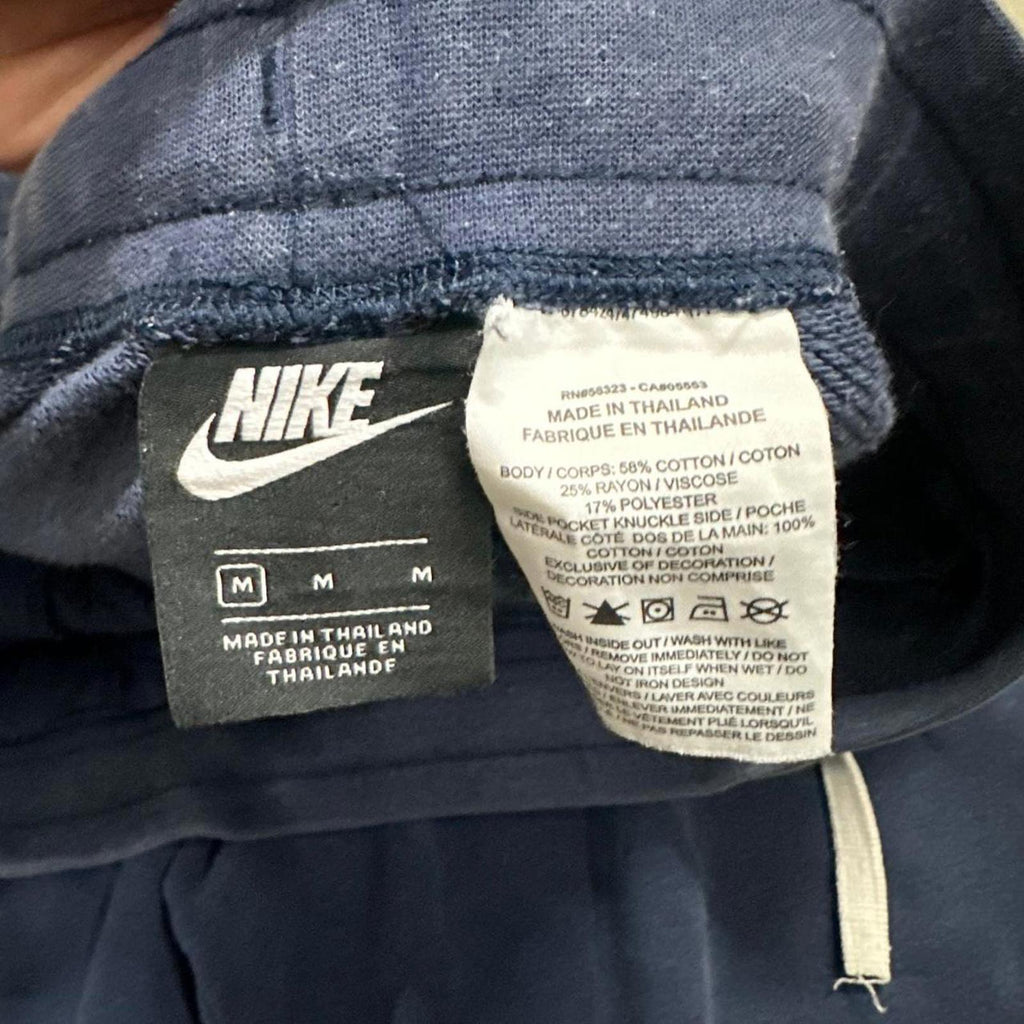 NIKE
M M M
MADE IN THAILAND
FABRIQUE EN
THAILANDE
RN#56323 - CA#05553
MADE IN THAILAND
FABRIQUE EN THAILANDE
BODY / CORPS: 58% COTTON / COTON
25% RAYON / VISCOSE
17% POLYESTER
SIDE POCKET KNUCKLE SIDE / POCHE
LATÉRALE CÔTÉ DOS DE LA MAIN: 100%
COTTON / COTON
EXCLUSIVE OF DECORATION /
DECORATION NON COMPRISE
INSIDE OUT / WASH WITH LIKE
/ REMOVE IMMEDIATELY / DO NOT
TO LAY ON ITSELF WHEN WET / DO
NOT IRON DESIGN
/ LAVER AVEC COULEURS
/ ENLEVER IMMEDIATEMENT / NE
LE VÊTEMENT PLIÉ LORSQU'IL
/ NE PAS REPASSER LE DESSIN